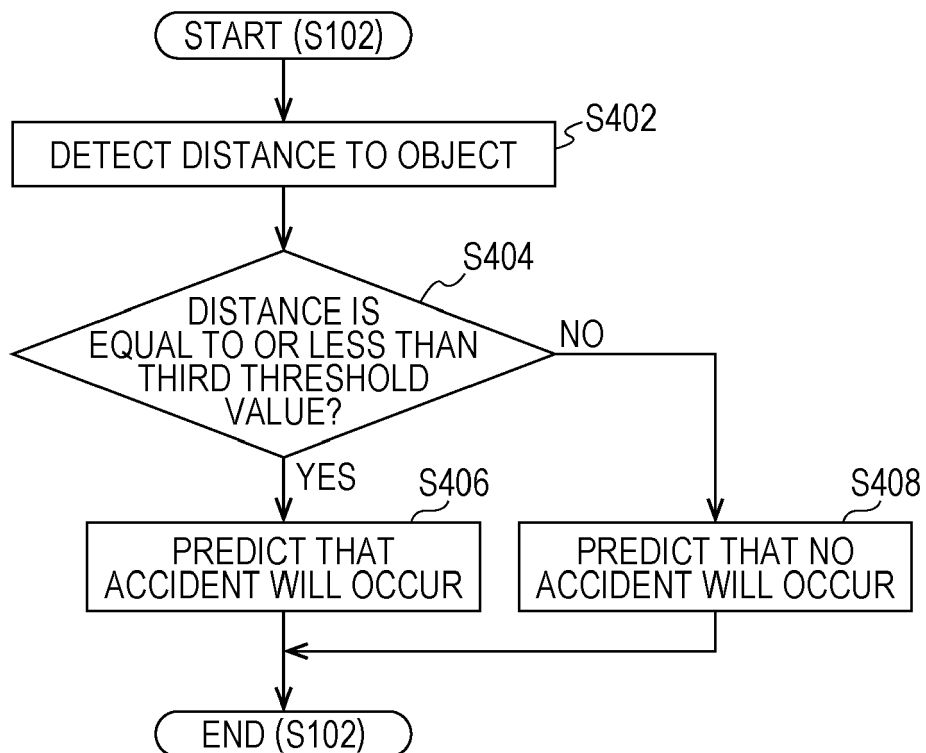 START (S102)
S402
DETECT DISTANCE TO OBJECT
S404
DISTANCE IS
EQUAL TO OR LESS THAN
THIRD THRESHOLD
VALUE?
NO
YES
S406
PREDICT THAT
ACCIDENT WILL OCCUR
S408
PREDICT THAT NO
ACCIDENT WILL OCCUR
END (S102)